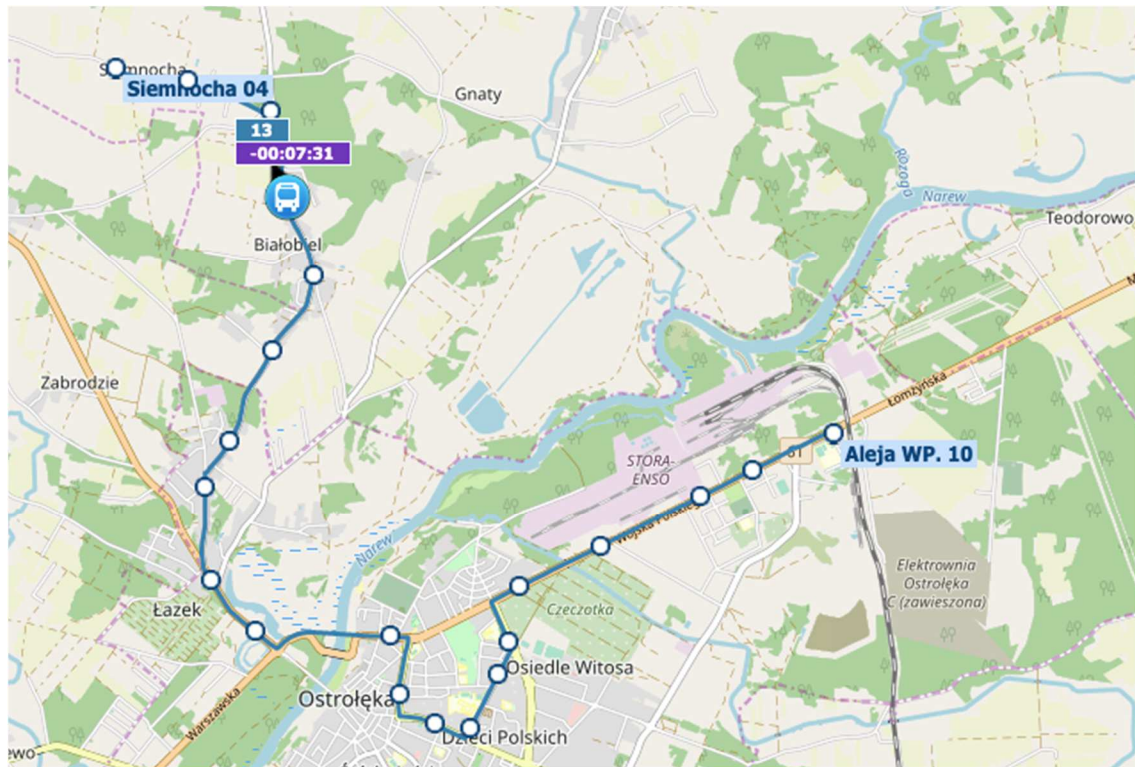 Siemnocha
Siemnocha 04
13
-00:07:31
Gnaty
Białobiel
Rozoga
Narew
Teodorowo
Zabrodzie
Łomżyńska
STORA-
ENSO
61
Aleja WP. 10
Narew
Wojska Polskiego
Elektrownia
Ostrołęka
C (zawieszona)
Łazek
Czeczotka
Osiedle Witosa
Warszawska
Ostrołęka
Dzieci Polskich